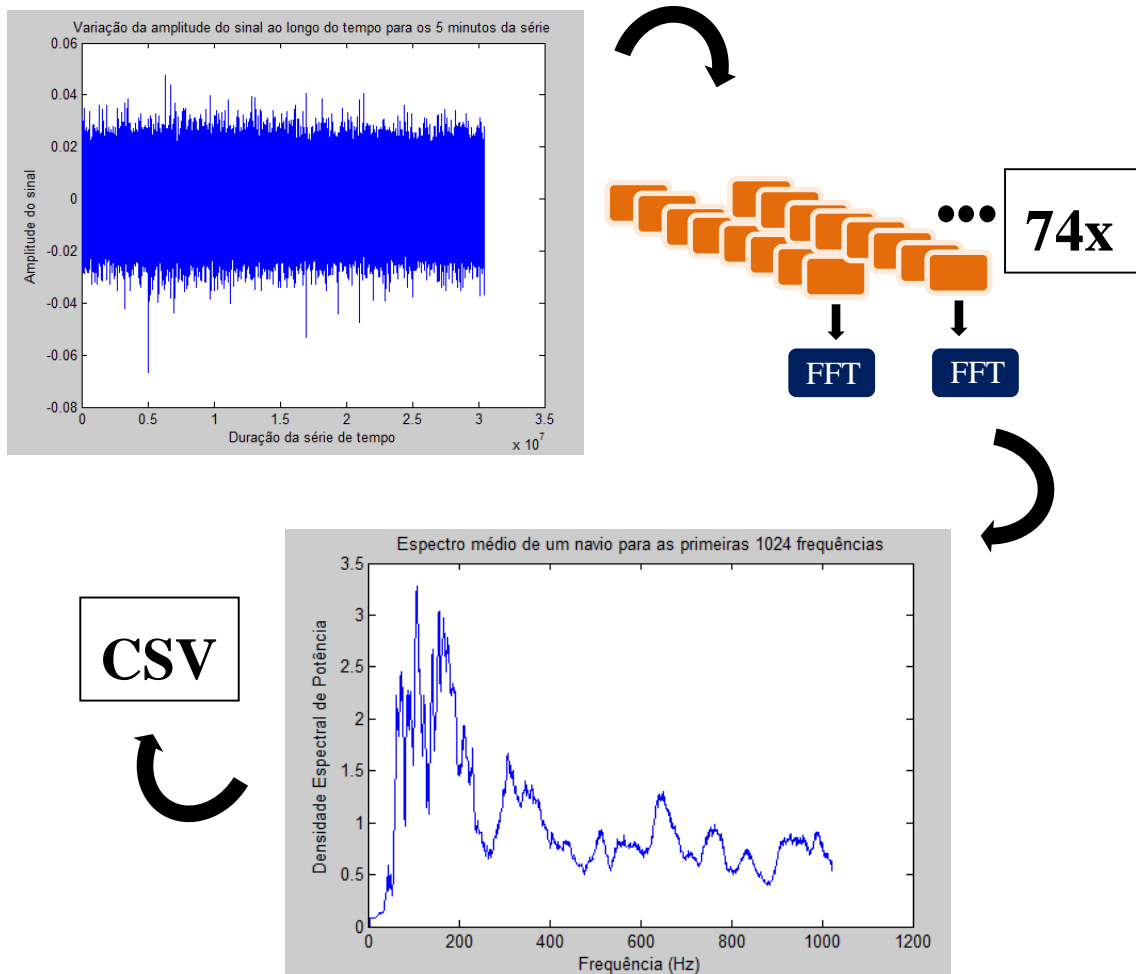 Variação da amplitude do sinal ao longo do tempo para os 5 minutos da série
0.06
0.04
0.02
0
-0.02
-0.04
-0.06
-0.08
Amplitude do sinal
0
0.5
1
1.5
2
2.5
3
3.5
x 10^7
Duração da série de tempo
74x
FFT
FFT
Espectro médio de um navio para as primeiras 1024 frequências
3.5
3
2.5
2
1.5
1
0.5
0
Densidade Espectral de Potência
0
200
400
600
800
1000
1200
Frequência (Hz)
CSV